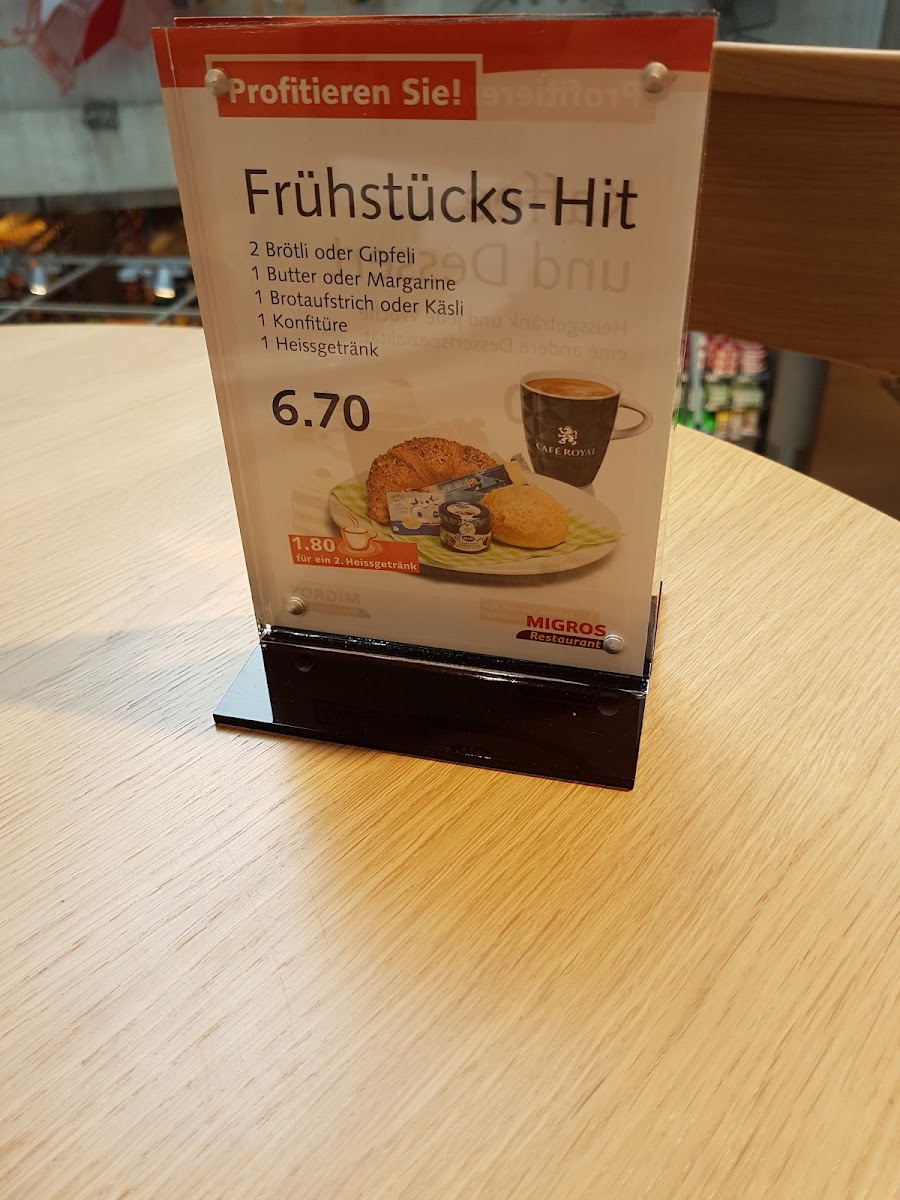 Profitieren Sie!
Frühstücks-Hit
2 Brötli oder Gipfeli
1 Butter oder Margarine
1 Brotaufstrich oder Käsli
1 Konfitüre
1 Heissgetränk
6.70
CAFÉ ROYAL
1.80
für ein 2. Heissgetränk
MIGROS
Restaurant